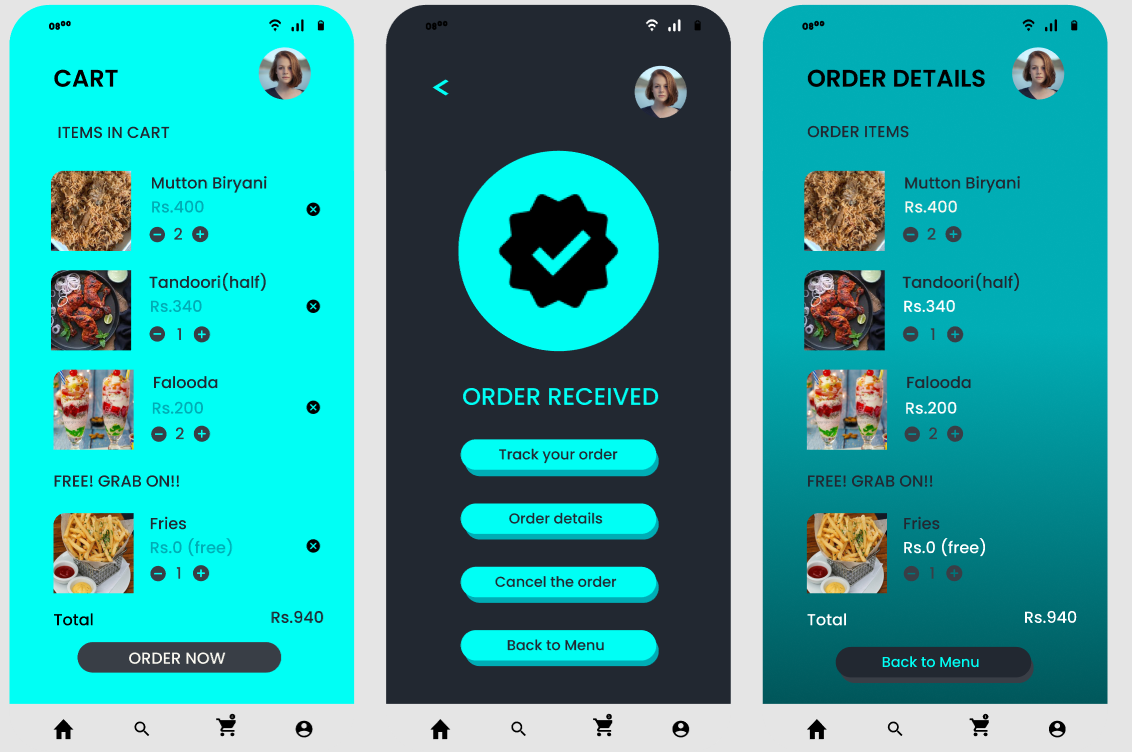 08⁰⁰
CART
ITEMS IN CART
Mutton Biryani
Rs.400
2
Tandoori(half)
Rs.340
1
Falooda
Rs.200
2
FREE! GRAB ON!!
Fries
Rs.0 (free)
1
Total
Rs.940
ORDER NOW
08⁰⁰
<
ORDER RECEIVED
Track your order
Order details
Cancel the order
Back to Menu
08⁰⁰
ORDER DETAILS
ORDER ITEMS
Mutton Biryani
Rs.400
2
Tandoori(half)
Rs.340
1
Falooda
Rs.200
2
FREE! GRAB ON!!
Fries
Rs.0 (free)
1
Total
Rs.940
Back to Menu